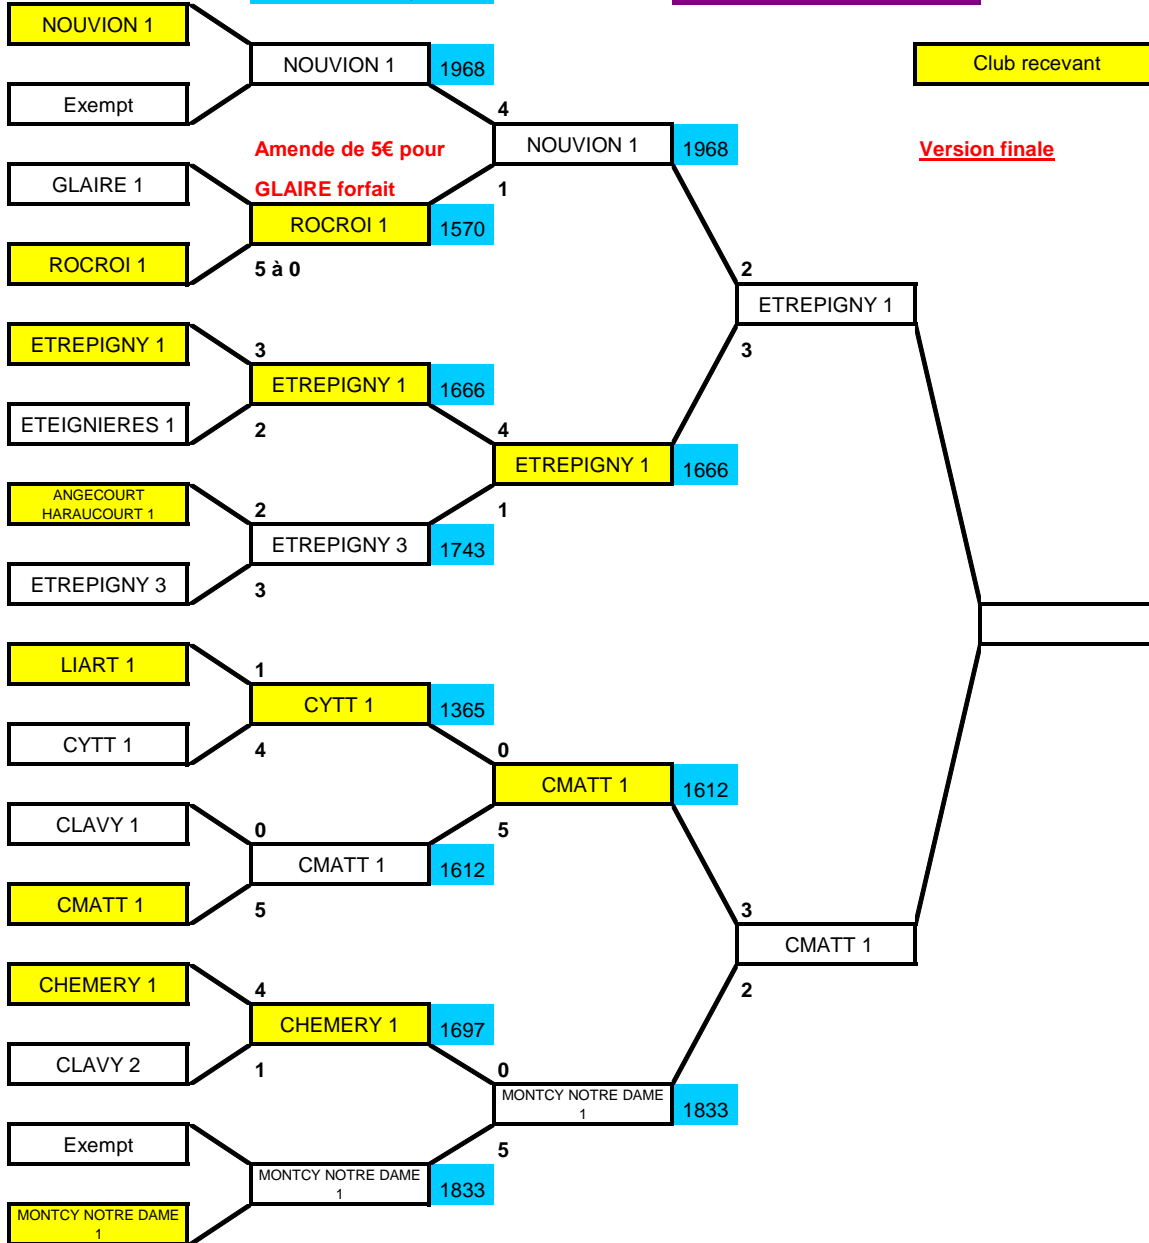 NOUVION 1
NOUVION 1
1968
Club recevant
Exempt
4
NOUVION 1
1968
Amende de 5€ pour
Version finale
GLAIRE 1
GLAIRE forfait
1
ROCROI 1
1570
ROCROI 1
5 à 0
2
ETREPIGNY 1
ETREPIGNY 1
3
3
ETREPIGNY 1
1666
ETEIGNIERES 1
2
4
ETREPIGNY 1
1666
ANGECOURT
HARAUCOURT 1
2
1
ETREPIGNY 3
1743
ETREPIGNY 3
3
LIART 1
1
CYTT 1
1365
CYTT 1
4
0
CMATT 1
1612
CLAVY 1
0
5
CMATT 1
1612
CMATT 1
5
3
CMATT 1
CHEMERY 1
4
2
CHEMERY 1
1697
CLAVY 2
1
0
MONTCY NOTRE DAME
1
1833
Exempt
5
MONTCY NOTRE DAME
1
1833
MONTCY NOTRE DAME
1